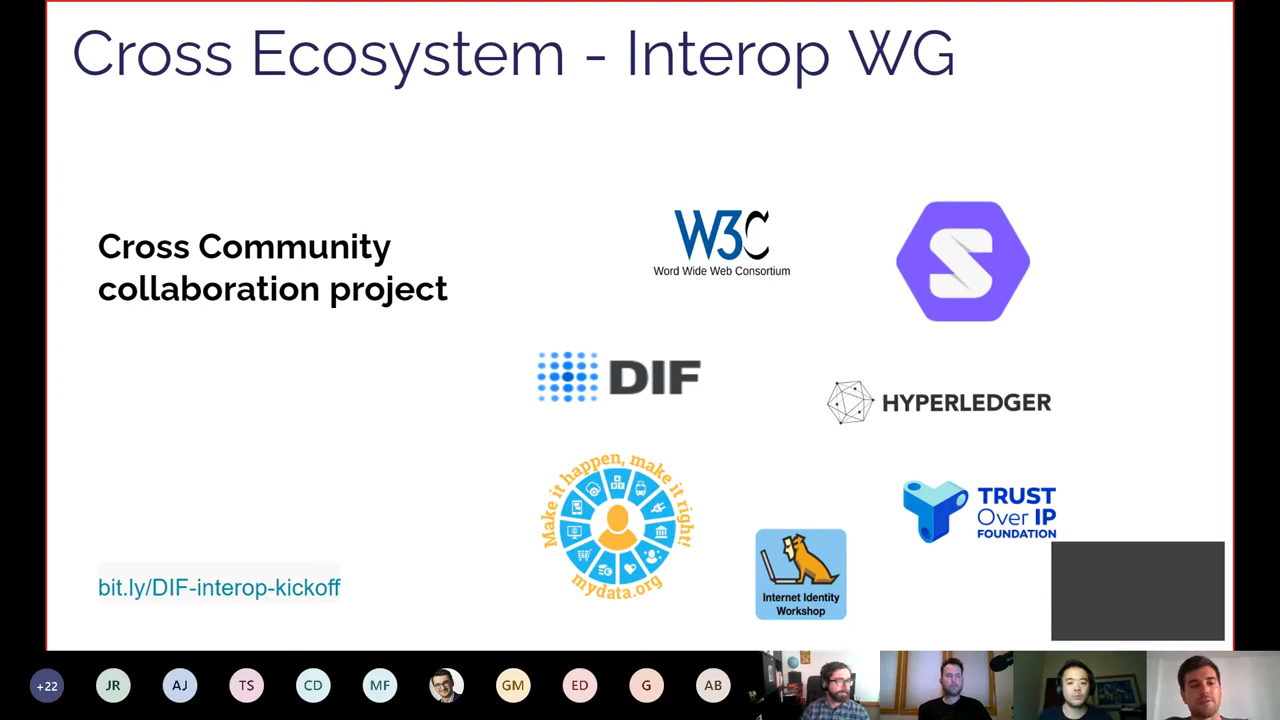 Cross Ecosystem - Interop WG
Cross Community
collaboration project
W3C
Word Wide Web Consortium
S
DIF
HYPERLEDGER
Make it happen, make it right!
mydata.org
TRUST
Over IP
FOUNDATION
Internet Identity
Workshop
bit.ly/DIF-interop-kickoff
+22
JR
AJ
TS
CD
MF
GM
ED
G
AB